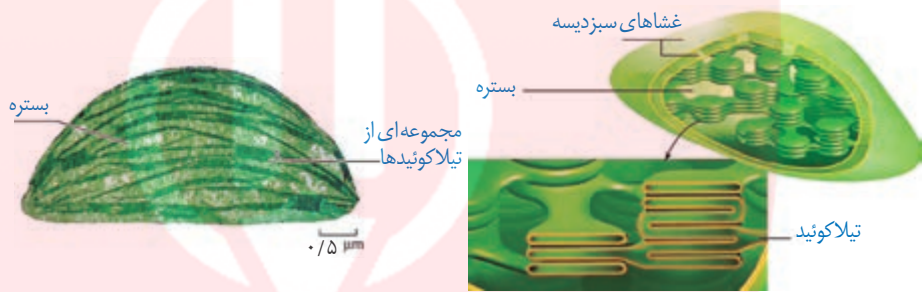 غشاهای سبزدیسه
بستره
تیلاکوئید
بستره
مجموعه‌ای از
تیلاکوئیدها
۰/۵ µm